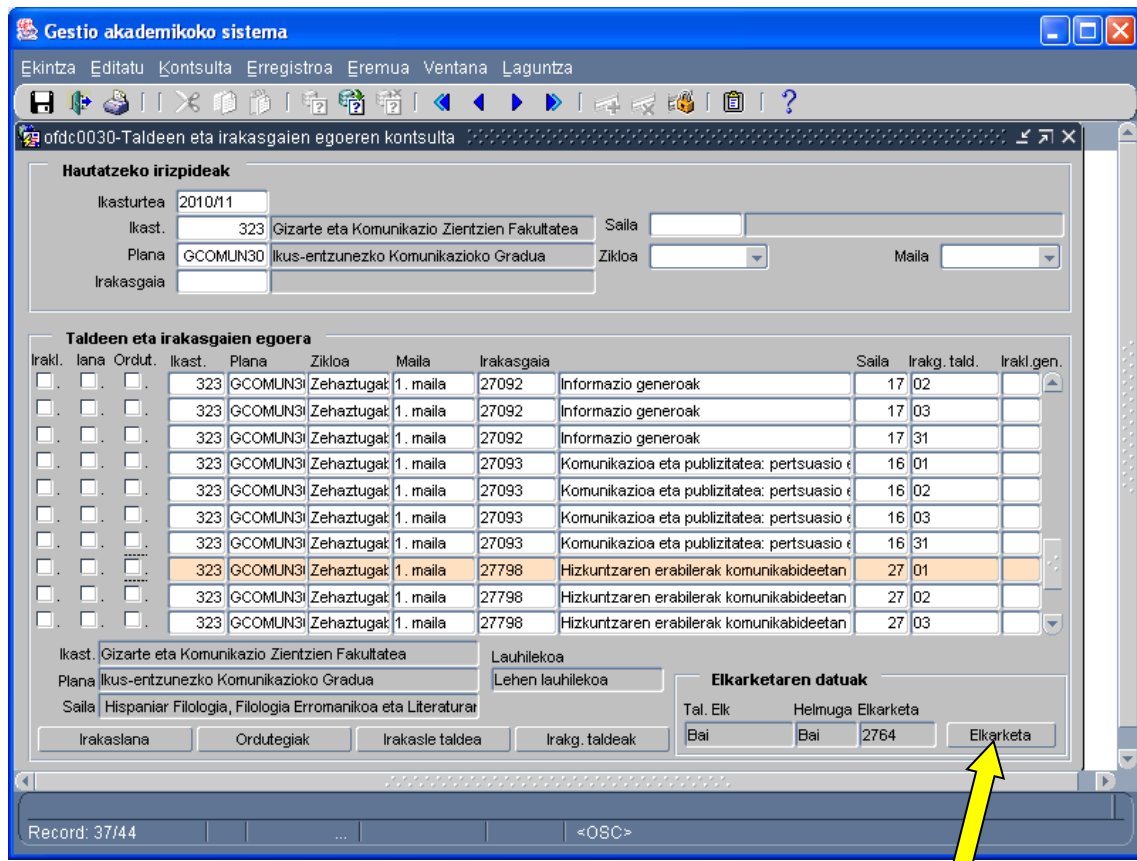 Gestio akademikoko sistema
Ekintza Editatu Kontsulta Erregistroa Eremua Ventana Laguntza
ofdc0030-Taldeen eta irakasgaien egoeren kontsulta
Hautatzeko irizpideak
Ikasturtea 2010/11
Ikast. 323 Gizarte eta Komunikazio Zientzien Fakultatea Saila
Plana GCOMUN30 Ikus-entzunezko Komunikazioko Gradua Zikloa Maila
Irakasgaia
Taldeen eta irakasgaien egoera
Irakl. lana Ordut. Ikast. Plana Zikloa Maila Irakasgaia Saila Irakg. tald. Irakl.gen.
. . . 323 GCOMUN3 Zehaztugab 1. maila 27092 Informazio generoak 17 02
. . . 323 GCOMUN3 Zehaztugab 1. maila 27092 Informazio generoak 17 03
. . . 323 GCOMUN3 Zehaztugab 1. maila 27092 Informazio generoak 17 31
. . . 323 GCOMUN3 Zehaztugab 1. maila 27093 Komunikazioa eta publizitatea: pertsuasio e 16 01
. . . 323 GCOMUN3 Zehaztugab 1. maila 27093 Komunikazioa eta publizitatea: pertsuasio e 16 02
. . . 323 GCOMUN3 Zehaztugab 1. maila 27093 Komunikazioa eta publizitatea: pertsuasio e 16 03
. . . 323 GCOMUN3 Zehaztugab 1. maila 27093 Komunikazioa eta publizitatea: pertsuasio e 16 31
. . . 323 GCOMUN3 Zehaztugab 1. maila 27798 Hizkuntzaren erabilerak komunikabideetan 27 01
. . . 323 GCOMUN3 Zehaztugab 1. maila 27798 Hizkuntzaren erabilerak komunikabideetan 27 02
. . . 323 GCOMUN3 Zehaztugab 1. maila 27798 Hizkuntzaren erabilerak komunikabideetan 27 03
Ikast. Gizarte eta Komunikazio Zientzien Fakultatea Lauhilekoa
Plana Ikus-entzunezko Komunikazioko Gradua Lehen lauhilekoa Elkarketaren datuak
Saila Hispaniar Filologia, Filologia Erromanikoa eta Literaturar Tal. Elk Helmuga Elkarketa
Irakaslana Ordutegiak Irakasle taldea Irakg. taldeak Bai Bai 2764 Elkarketa
Record: 37/44 ... <OSC>